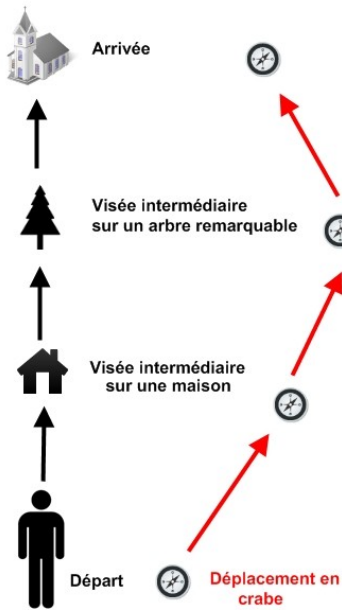 Arrivée
Visée intermédiaire
sur un arbre remarquable
Visée intermédiaire
sur une maison
Départ
Déplacement en
crabe